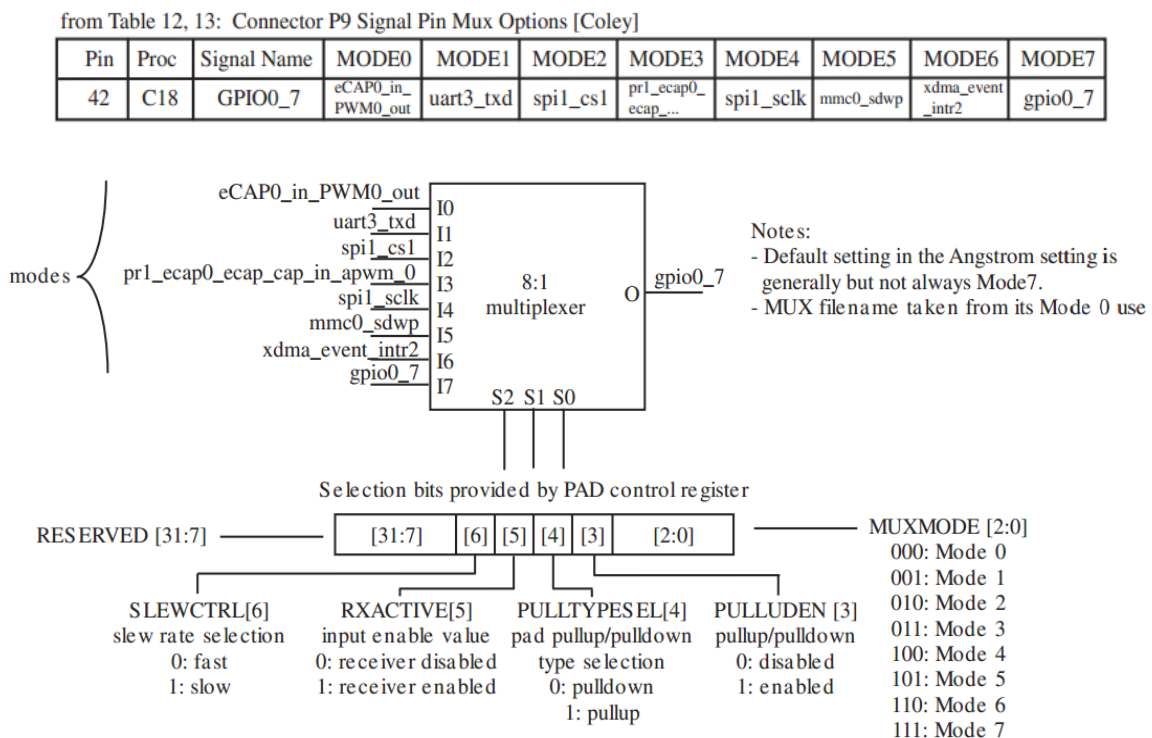 from Table 12, 13: Connector P9 Signal Pin Mux Options [Coley]
Pin Proc Signal Name MODE0 MODE1 MODE2 MODE3 MODE4 MODE5 MODE6 MODE7
42 C18 GPIO0_7 eCAP0_in_PWM0_out uart3_txd spi1_cs1 pr1_ecap0_ecap_... spi1_sclk mmc0_sdwp xdma_event_intr2 gpio0_7
modes
eCAP0_in_PWM0_out
uart3_txd
spi1_cs1
pr1_ecap0_ecap_cap_in_apwm_0
spi1_sclk
mmc0_sdwp
xdma_event_intr2
gpio0_7
I0
I1
I2
I3
I4
I5
I6
I7
8:1
multiplexer
O
gpio0_7
S2 S1 S0
Notes:
- Default setting in the Angstrom setting is
generally but not always Mode7.
- MUX filename taken from its Mode 0 use
Selection bits provided by PAD control register
RESERVED [31:7]
[31:7] [6] [5] [4] [3] [2:0]
SLEWCTRL[6]
slew rate selection
0: fast
1: slow
RXACTIVE[5]
input enable value
0: receiver disabled
1: receiver enabled
PULLTYPESEL[4]
pad pullup/pulldown
type selection
0: pulldown
1: pullup
PULLUDEN [3]
pullup/pulldown
0: disabled
1: enabled
MUXMODE [2:0]
000: Mode 0
001: Mode 1
010: Mode 2
011: Mode 3
100: Mode 4
101: Mode 5
110: Mode 6
111: Mode 7